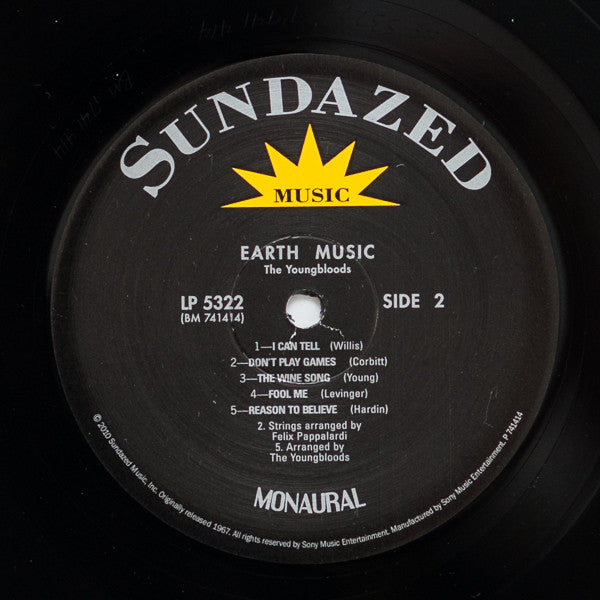 SUNDAZED
MUSIC
EARTH MUSIC
The Youngbloods
LP 5322
(BM 741414)
SIDE 2
1—I CAN TELL (Willis)
2—DON'T PLAY GAMES (Corbitt)
3—THE WINE SONG (Young)
4—FOOL ME (Levinger)
5—REASON TO BELIEVE (Hardin)
2. Strings arranged by
Felix Pappalardi
5. Arranged by
The Youngbloods
MONAURAL
©2010 Sundazed Music, Inc. Originally released 1967. All rights reserved by Sony Music Entertainment. Manufactured by Sony Music Entertainment. P 741414